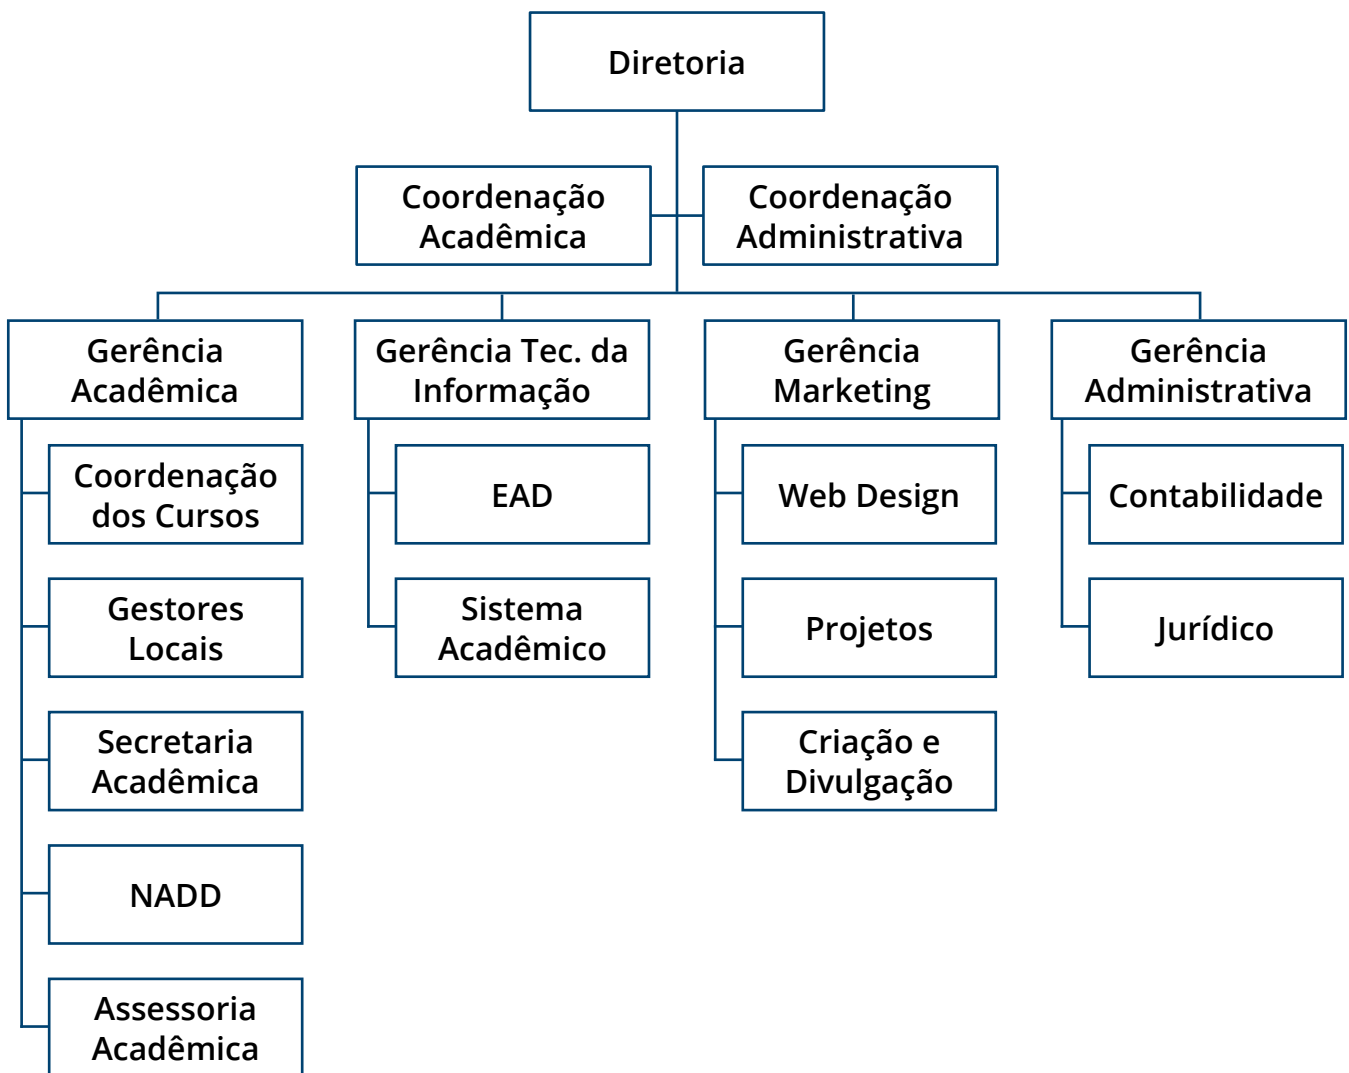 Diretoria
Coordenação
Acadêmica
Coordenação
Administrativa
Gerência
Acadêmica
Gerência Tec. da
Informação
Gerência
Marketing
Gerência
Administrativa
Coordenação
dos Cursos
EAD
Web Design
Contabilidade
Gestores
Locais
Sistema
Acadêmico
Projetos
Jurídico
Secretaria
Acadêmica
Criação e
Divulgação
NADD
Assessoria
Acadêmica